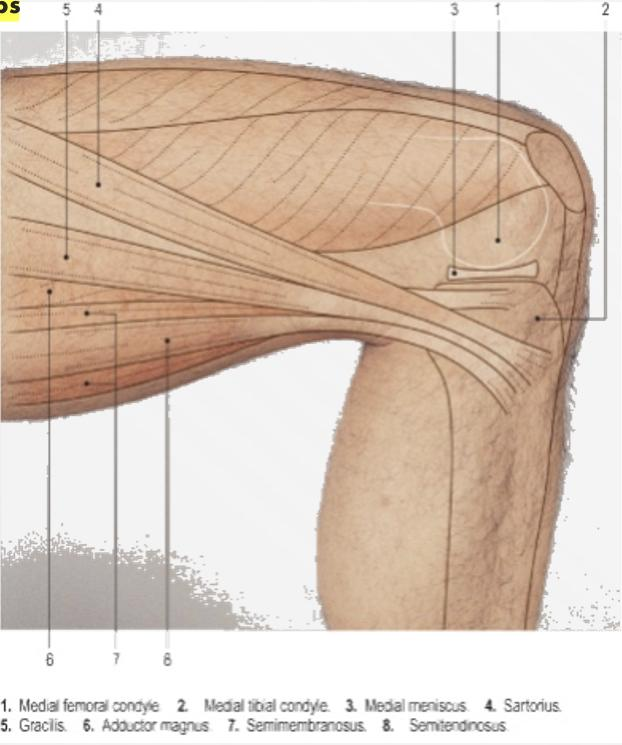 os
5 4 3 1 2
6 7 8
1. Medial femoral condyle 2. Medial tibial condyle. 3. Medial meniscus. 4. Sartorius.
5. Gracilis. 6. Adductor magnus 7. Semimembranosus. 8. Semitendinosus